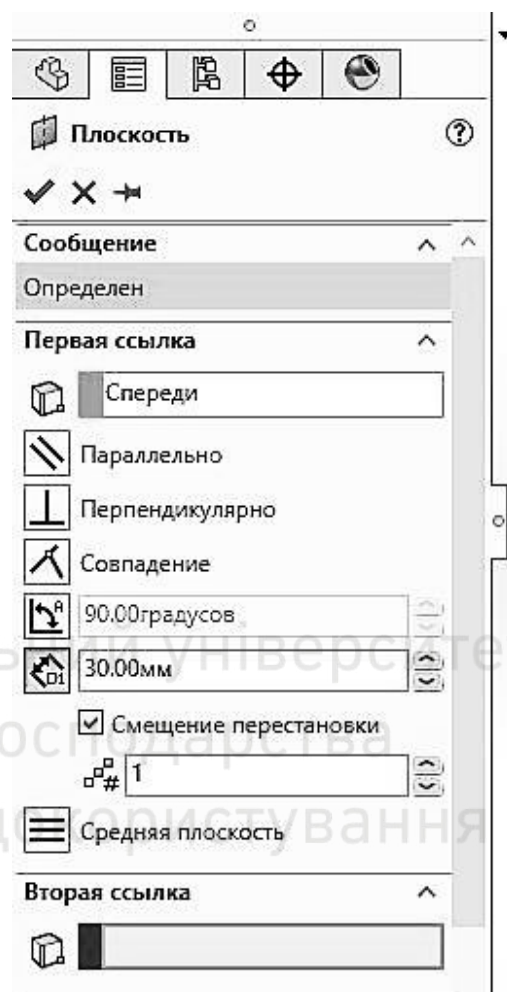 Плоскость
Сообщение
Определен
Первая ссылка
Спереди
Параллельно
Перпендикулярно
Совпадение
90.00градусов
30.00мм
Смещение перестановки
1
Средняя плоскость
Вторая ссылка